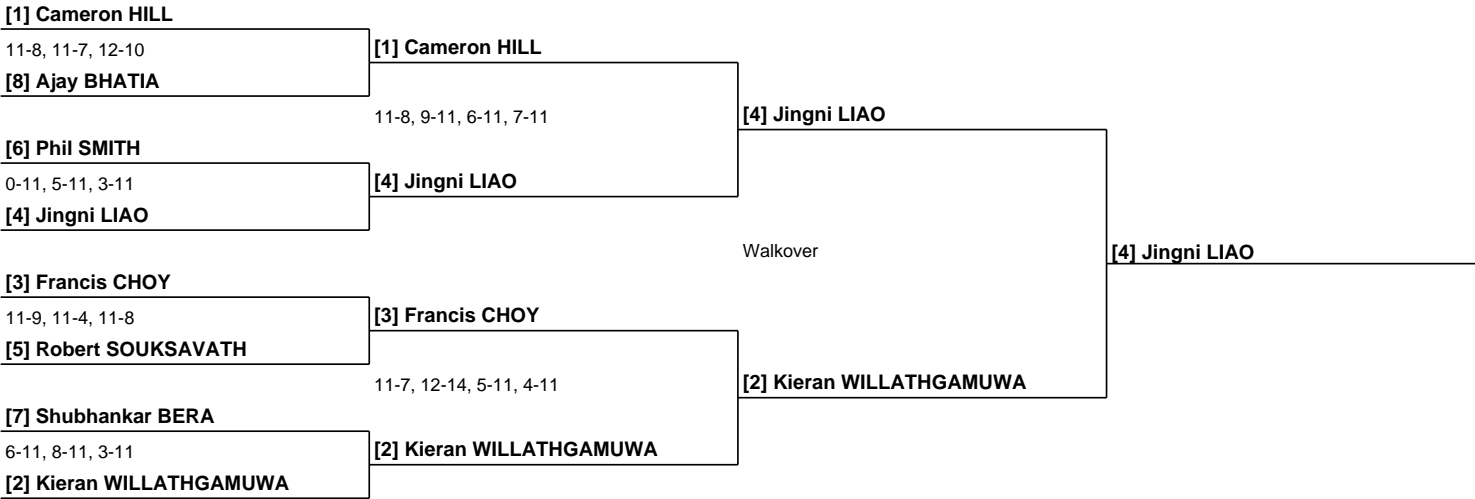 [1] Cameron HILL
11-8, 11-7, 12-10
[8] Ajay BHATIA
[6] Phil SMITH
0-11, 5-11, 3-11
[4] Jingni LIAO
[3] Francis CHOY
11-9, 11-4, 11-8
[5] Robert SOUKSAVATH
[7] Shubhankar BERA
6-11, 8-11, 3-11
[2] Kieran WILLATHGAMUWA
[1] Cameron HILL
11-8, 9-11, 6-11, 7-11
[4] Jingni LIAO
[3] Francis CHOY
11-7, 12-14, 5-11, 4-11
[2] Kieran WILLATHGAMUWA
[4] Jingni LIAO
Walkover
[2] Kieran WILLATHGAMUWA
[4] Jingni LIAO